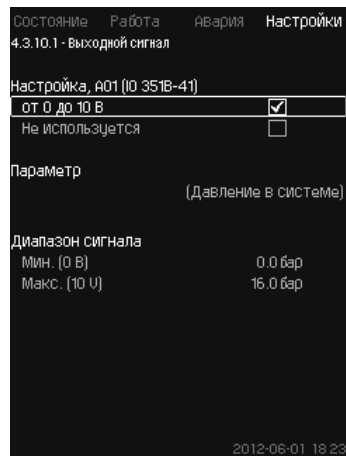 Состояние Работа Авария Настройки
4.3.10.1 - Выходной сигнал
Настройка, AO1 (IO 351B-41)
от 0 до 10 В
Не используется
Параметр
(Давление в системе)
Диапазон сигнала
Мин. (0 В) 0.0 бар
Макс. (10 V) 16.0 бар
2012-06-01 18:23